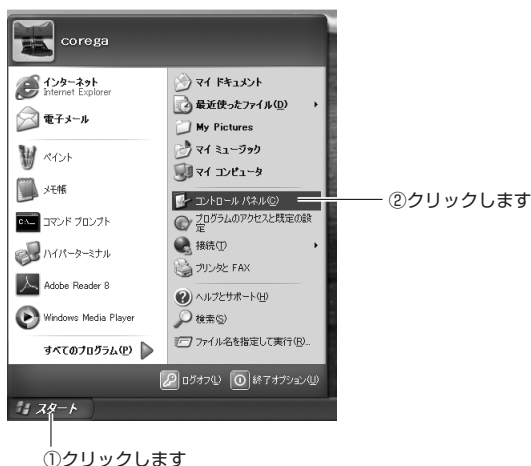 corega
インターネット
Internet Explorer
電子メール
ペイント
メモ帳
コマンド プロンプト
ハイパーターミナル
Adobe Reader 8
Windows Media Player
すべてのプログラム(P)
マイ ドキュメント
最近使ったファイル(D)
My Pictures
マイ ミュージック
マイ コンピュータ
コントロール パネル(C)
プログラムのアクセスと既定の設
定
接続(T)
プリンタと FAX
ヘルプとサポート(H)
検索(S)
ファイル名を指定して実行(R)...
ログオフ(L)
終了オプション(U)
スタート
②クリックします
①クリックします